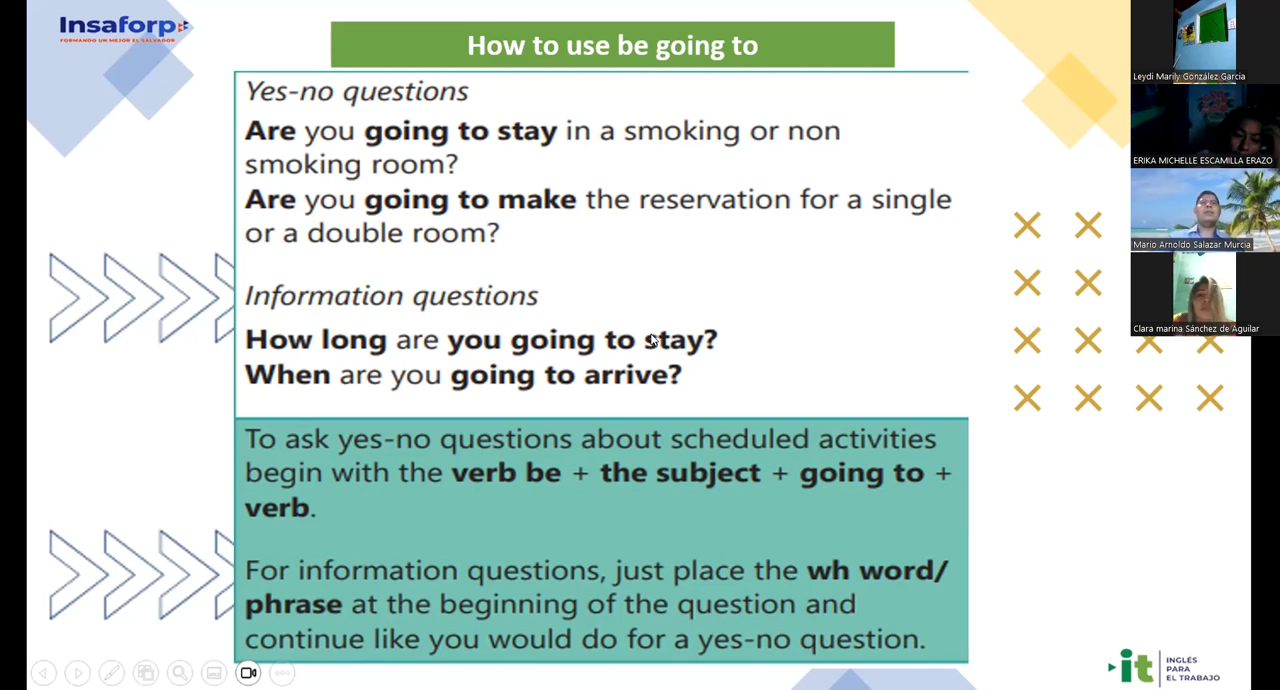 Insaforp
FORMANDO UN MEJOR EL SALVADOR
How to use be going to
Yes-no questions
Are you going to stay in a smoking or non
smoking room?
Are you going to make the reservation for a single
or a double room?
Information questions
How long are you going to stay?
When are you going to arrive?
To ask yes-no questions about scheduled activities
begin with the verb be + the subject + going to +
verb.
For information questions, just place the wh word/
phrase at the beginning of the question and
continue like you would do for a yes-no question.
Leydi Marily González Garcia
ERIKA MICHELLE ESCAMILLA ERAZO
Mario Arnoldo Salazar Murcia
Clara marina Sánchez de Aguilar
it
INGLÉS
PARA
EL TRABAJO